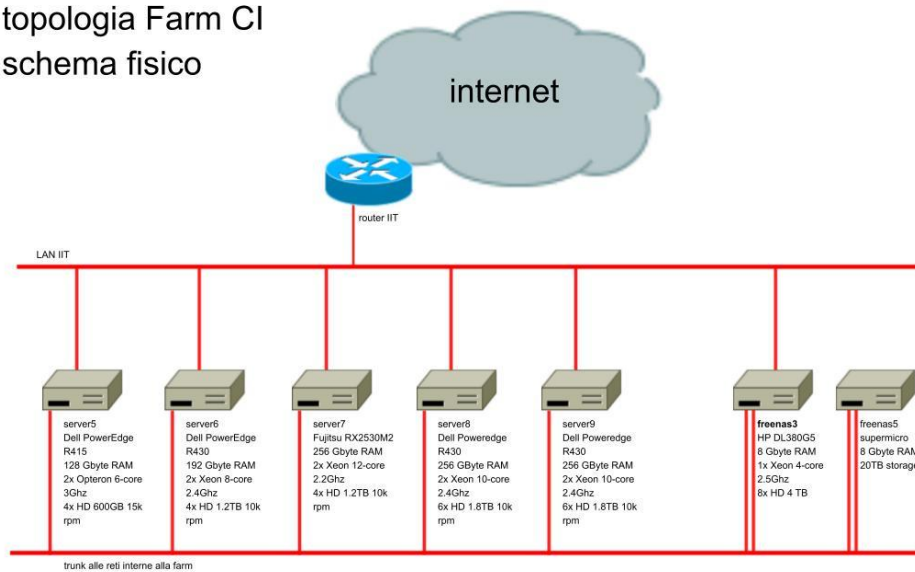 topologia Farm CI
schema fisico
internet
router IIT
LAN IIT
server5
Dell PowerEdge
R415
128 Gbyte RAM
2x Opteron 6-core
3Ghz
4x HD 600GB 15k
rpm
server6
Dell PowerEdge
R430
192 Gbyte RAM
2x Xeon 8-core
2.4Ghz
4x HD 1.2TB 10k
rpm
server7
Fujitsu RX2530M2
256 Gbyte RAM
2x Xeon 12-core
2.2Ghz
4x HD 1.2TB 10k
rpm
server8
Dell Poweredge
R430
256 GByte RAM
2x Xeon 10-core
2.4Ghz
6x HD 1.8TB 10k
rpm
server9
Dell Poweredge
R430
256 GByte RAM
2x Xeon 10-core
2.4Ghz
6x HD 1.8TB 10k
rpm
freenas3
HP DL380G5
8 Gbyte RAM
1x Xeon 4-core
2.5Ghz
8x HD 4 TB
freenas5
supermicro
8 Gbyte RAM
20TB storage
trunk alle reti interne alla farm